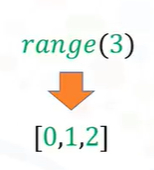 range(3)
[0,1,2]